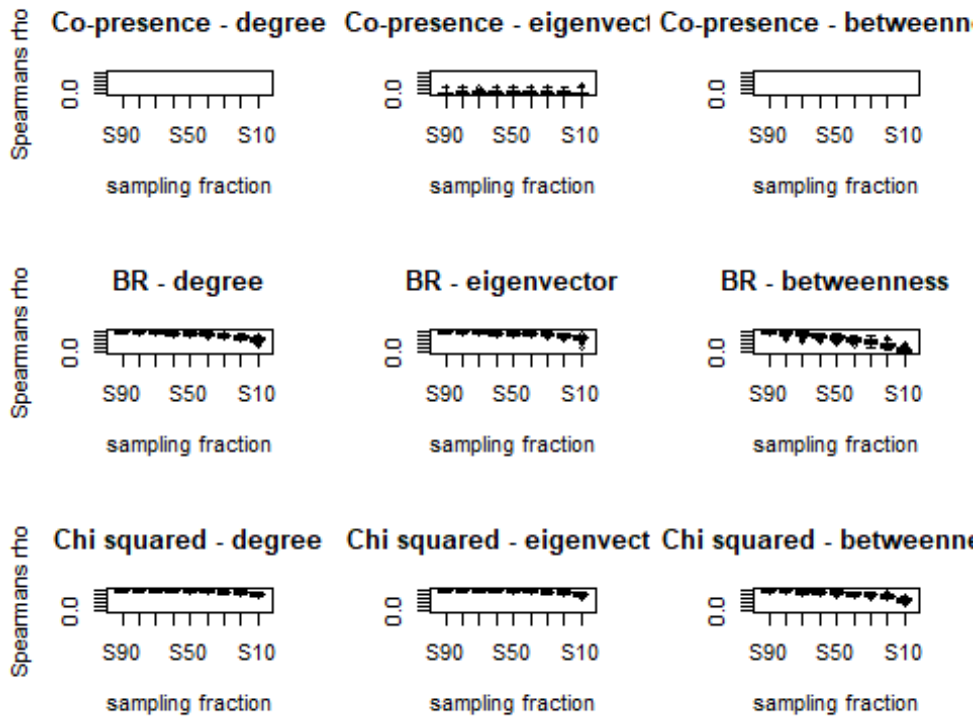 Co-presence - degree
Co-presence - eigenvect
Co-presence - betweenn
Spearmans rho
0.0
0.0
0.0
S90 S50 S10
S90 S50 S10
S90 S50 S10
sampling fraction
sampling fraction
sampling fraction
BR - degree
BR - eigenvector
BR - betweenness
Spearmans rho
0.0
0.0
0.0
S90 S50 S10
S90 S50 S10
S90 S50 S10
sampling fraction
sampling fraction
sampling fraction
Chi squared - degree
Chi squared - eigenvect
Chi squared - betweenne
Spearmans rho
0.0
0.0
0.0
S90 S50 S10
S90 S50 S10
S90 S50 S10
sampling fraction
sampling fraction
sampling fraction